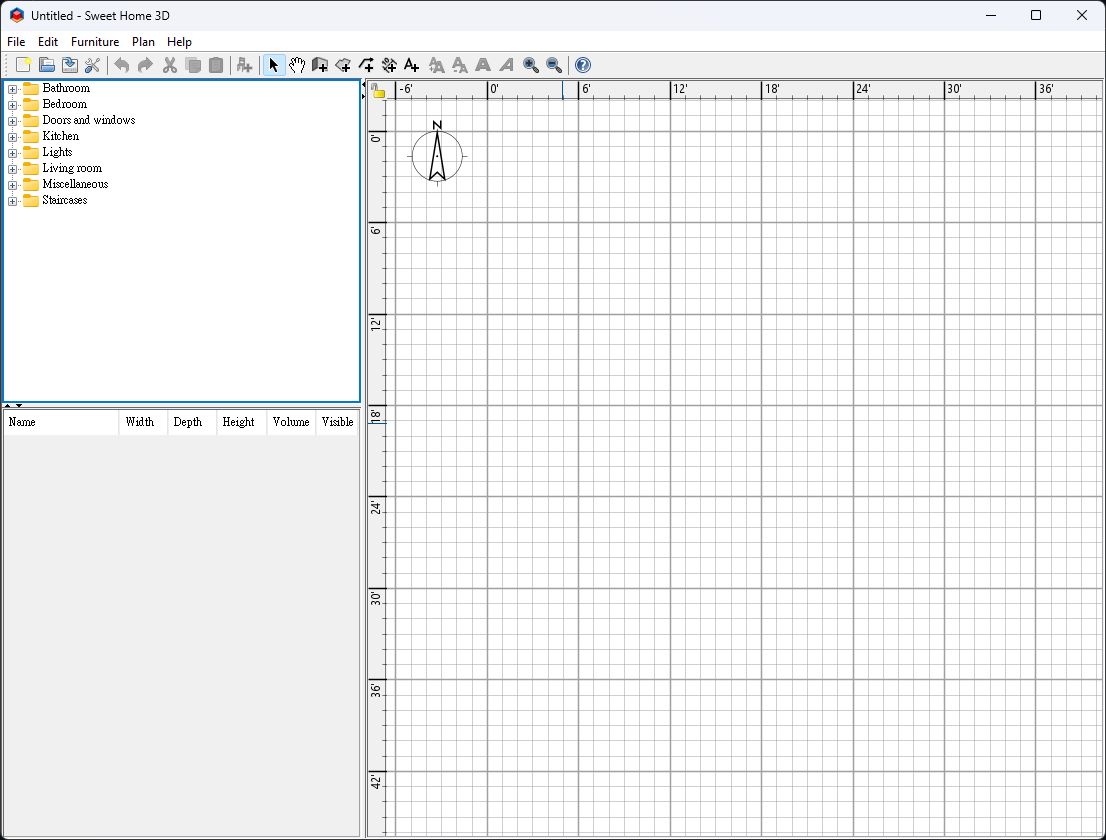 Untitled - Sweet Home 3D
File Edit Furniture Plan Help
Bathroom
Bedroom
Doors and windows
Kitchen
Lights
Living room
Miscellaneous
Staircases
Name Width Depth Height Volume Visible
-6' 0' 6' 12' 18' 24' 30' 36'
N
0'
6'
12'
18'
24'
30'
36'
42'